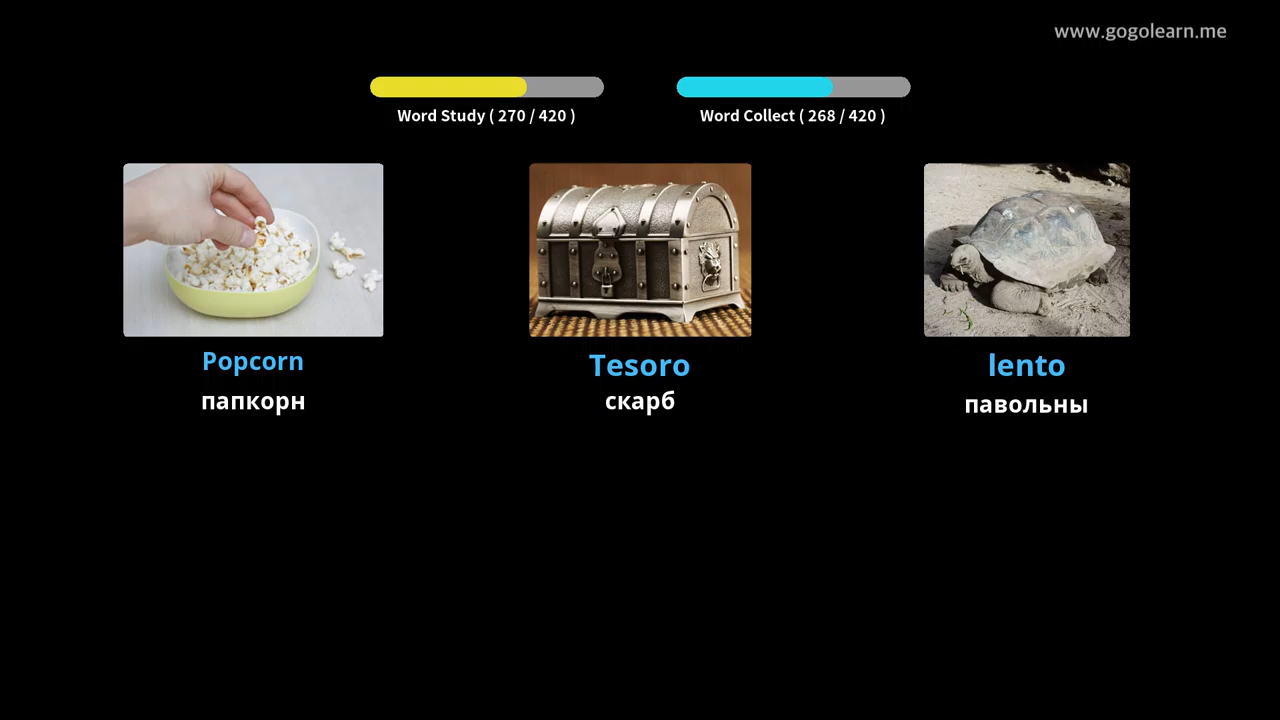 www.gogolearn.me
Word Study ( 270 / 420 )
Word Collect ( 268 / 420 )
Popcorn
папкорн
Tesoro
скарб
lento
павольны